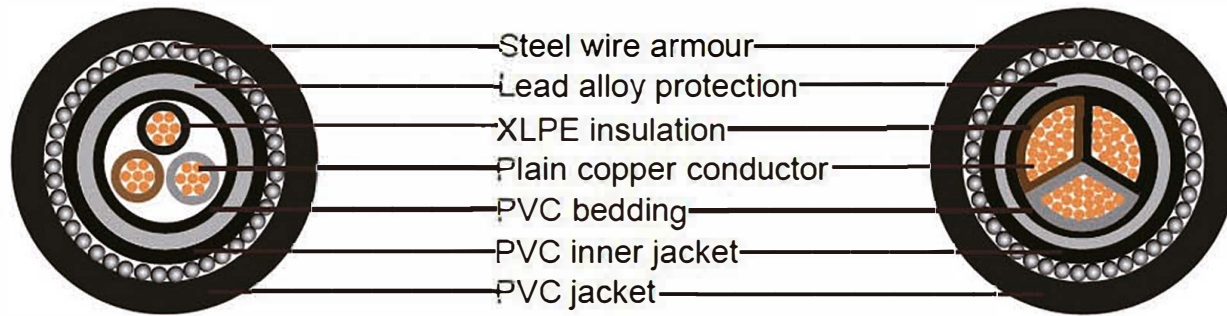 Steel wire armour
Lead alloy protection
XLPE insulation
Plain copper conductor
PVC bedding
PVC inner jacket
PVC jacket